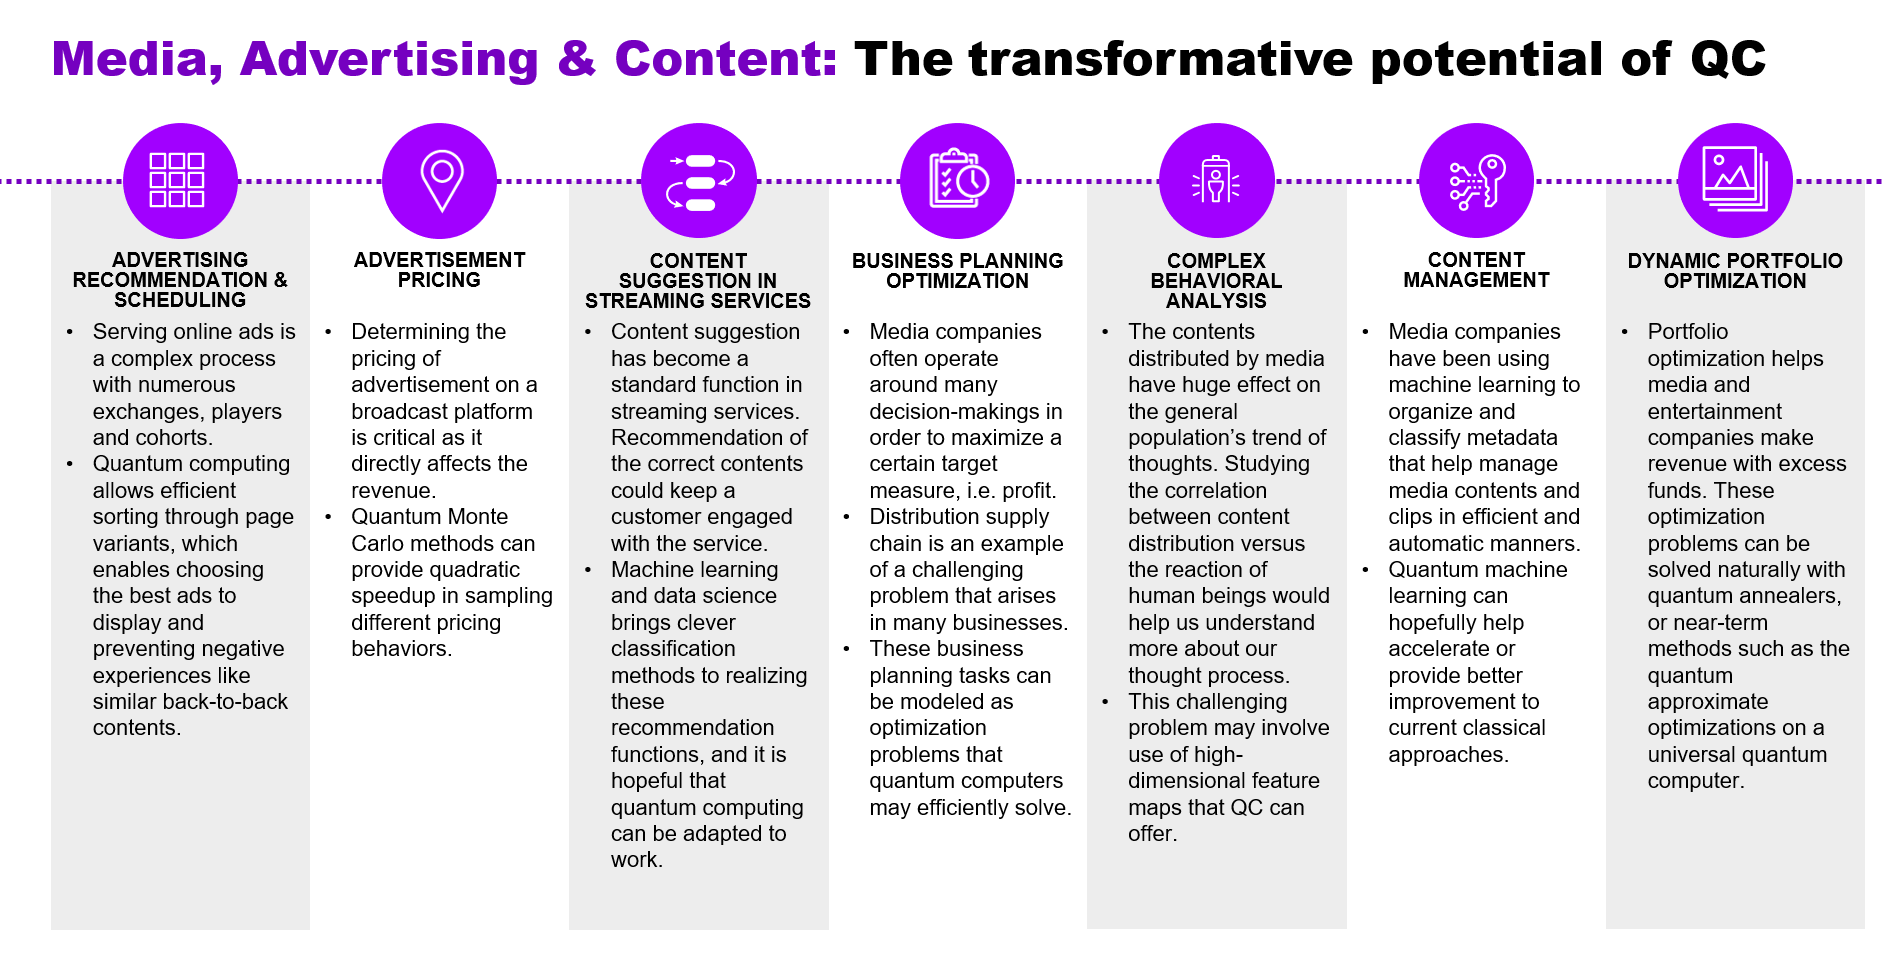 Media, Advertising & Content: The transformative potential of QC
ADVERTISING
RECOMMENDATION &
SCHEDULING
• Serving online ads is
a complex process
with numerous
exchanges, players
and cohorts.
• Quantum computing
allows efficient
sorting through page
variants, which
enables choosing
the best ads to
display and
preventing negative
experiences like
similar back-to-back
contents.
ADVERTISEMENT
PRICING
• Determining the
pricing of
advertisement on a
broadcast platform
is critical as it
directly affects the
revenue.
• Quantum Monte
Carlo methods can
provide quadratic
speedup in sampling
different pricing
behaviors.
CONTENT
SUGGESTION IN
STREAMING SERVICES
• Content suggestion
has become a
standard function in
streaming services.
Recommendation of
the correct contents
could keep a
customer engaged
with the service.
• Machine learning
and data science
brings clever
classification
methods to realizing
these
recommendation
functions, and it is
hopeful that
quantum computing
can be adapted to
work.
BUSINESS PLANNING
OPTIMIZATION
• Media companies
often operate
around many
decision-makings in
order to maximize a
certain target
measure, i.e. profit.
• Distribution supply
chain is an example
of a challenging
problem that arises
in many businesses.
• These business
planning tasks can
be modeled as
optimization
problems that
quantum computers
may efficiently solve.
COMPLEX
BEHAVIORAL
ANALYSIS
• The contents
distributed by media
have huge effect on
the general
population’s trend of
thoughts. Studying
the correlation
between content
distribution versus
the reaction of
human beings would
help us understand
more about our
thought process.
• This challenging
problem may involve
use of high-
dimensional feature
maps that QC can
offer.
CONTENT
MANAGEMENT
• Media companies
have been using
machine learning to
organize and
classify metadata
that help manage
media contents and
clips in efficient and
automatic manners.
• Quantum machine
learning can
hopefully help
accelerate or
provide better
improvement to
current classical
approaches.
DYNAMIC PORTFOLIO
OPTIMIZATION
• Portfolio
optimization helps
media and
entertainment
companies make
revenue with excess
funds. These
optimization
problems can be
solved naturally with
quantum annealers,
or near-term
methods such as the
quantum
approximate
optimizations on a
universal quantum
computer.